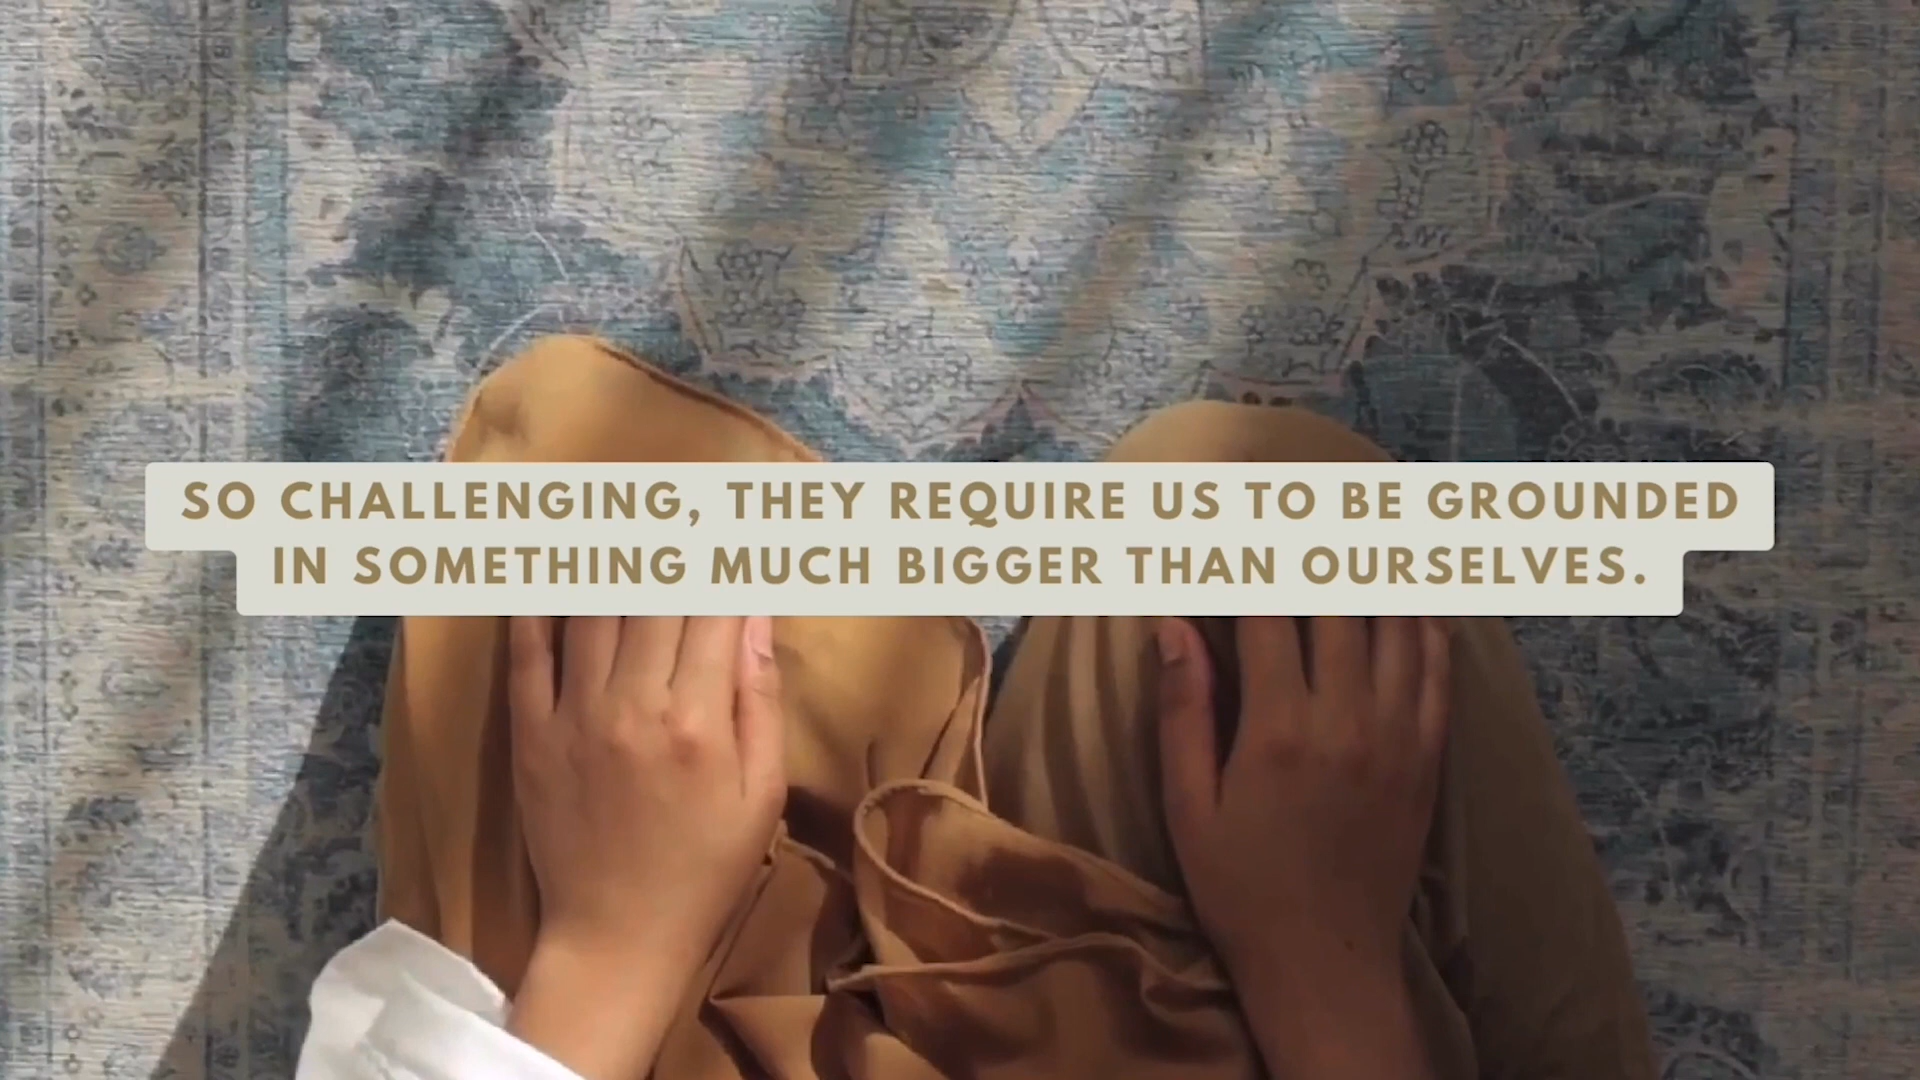 SO CHALLENGING, THEY REQUIRE US TO BE GROUNDED
IN SOMETHING MUCH BIGGER THAN OURSELVES.